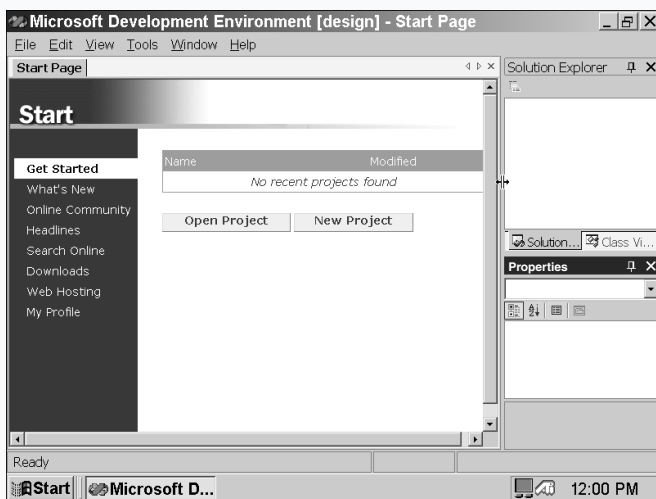 Microsoft Development Environment [design] - Start Page
File Edit View Tools Window Help
Start Page
Start
Get Started
What's New
Online Community
Headlines
Search Online
Downloads
Web Hosting
My Profile
Name Modified
No recent projects found
Open Project New Project
Solution Explorer
Solution... Class Vi...
Properties
Ready
Start Microsoft D... 12:00 PM